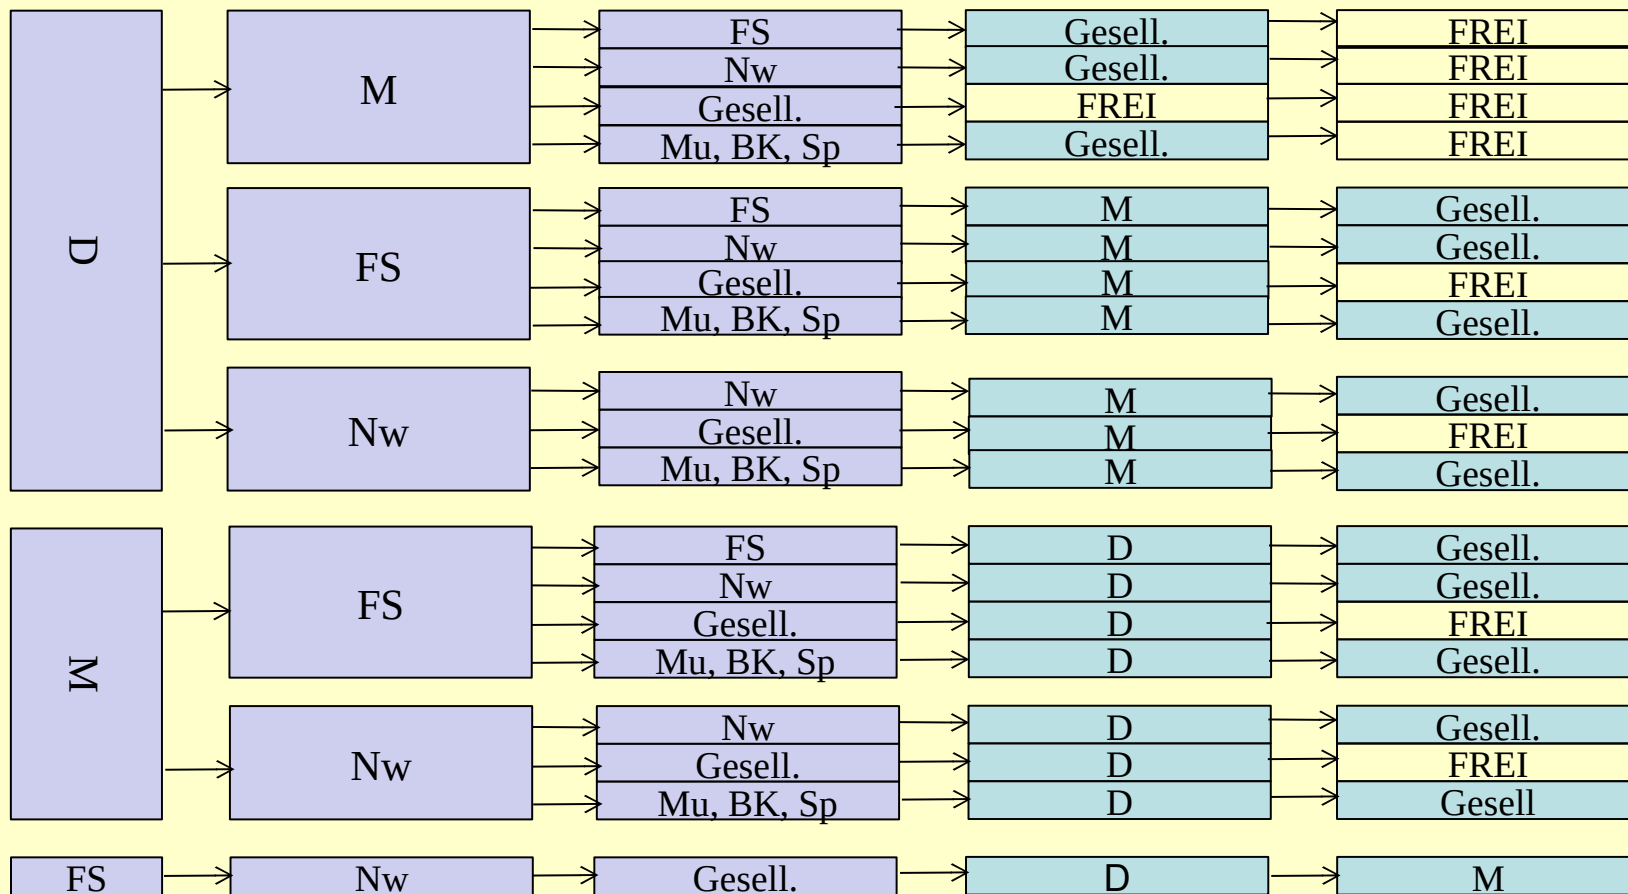 D
M
FS Gesell. FREI
Nw Gesell. FREI
Gesell. FREI FREI
Mu, BK, Sp Gesell. FREI
FS
FS M Gesell.
Nw M Gesell.
Gesell. M FREI
Mu, BK, Sp M Gesell.
Nw
Nw M Gesell.
Gesell. M FREI
Mu, BK, Sp M Gesell.
M
FS
FS D Gesell.
Nw D Gesell.
Gesell. D FREI
Mu, BK, Sp D Gesell.
Nw
Nw D Gesell.
Gesell. D FREI
Mu, BK, Sp D Gesell
FS Nw Gesell. D M